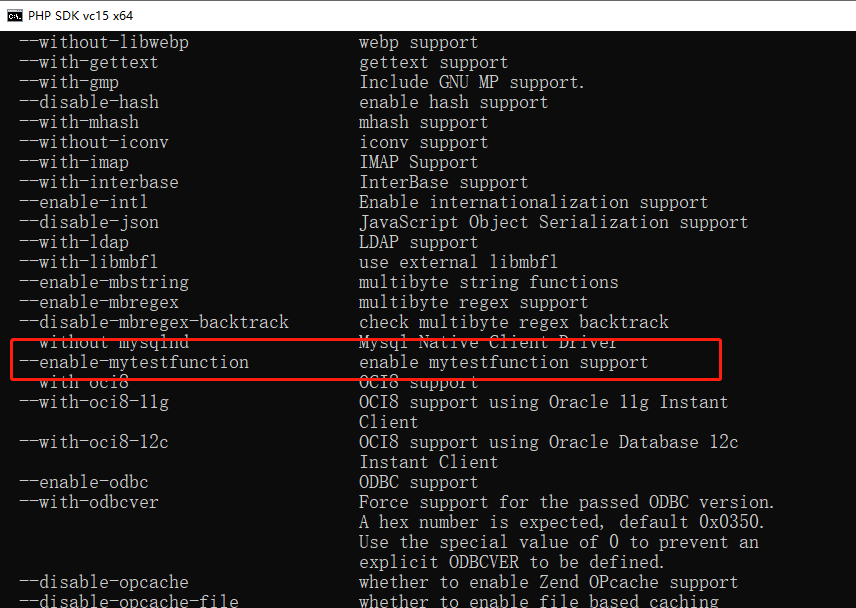 PHP SDK vc15 x64
--without-libwebp webp support
--with-gettext gettext support
--with-gmp Include GNU MP support.
--disable-hash enable hash support
--with-mhash mhash support
--without-iconv iconv support
--with-imap IMAP Support
--with-interbase InterBase support
--enable-intl Enable internationalization support
--disable-json JavaScript Object Serialization support
--with-ldap LDAP support
--with-libmbfl use external libmbfl
--enable-mbstring multibyte string functions
--enable-mbregex multibyte regex support
--disable-mbregex-backtrack check multibyte regex backtrack
--without-mysqlnd Mysql Native Client Driver
--enable-mytestfunction enable mytestfunction support
--with-oci8 OCI8 support
--with-oci8-11g OCI8 support using Oracle 11g Instant
Client
--with-oci8-12c OCI8 support using Oracle Database 12c
Instant Client
--enable-odbc ODBC support
--with-odbcver Force support for the passed ODBC version.
A hex number is expected, default 0x0350.
Use the special value of 0 to prevent an
explicit ODBCVER to be defined.
--disable-opcache whether to enable Zend OPcache support
--disable-opcache-file whether to enable file based caching